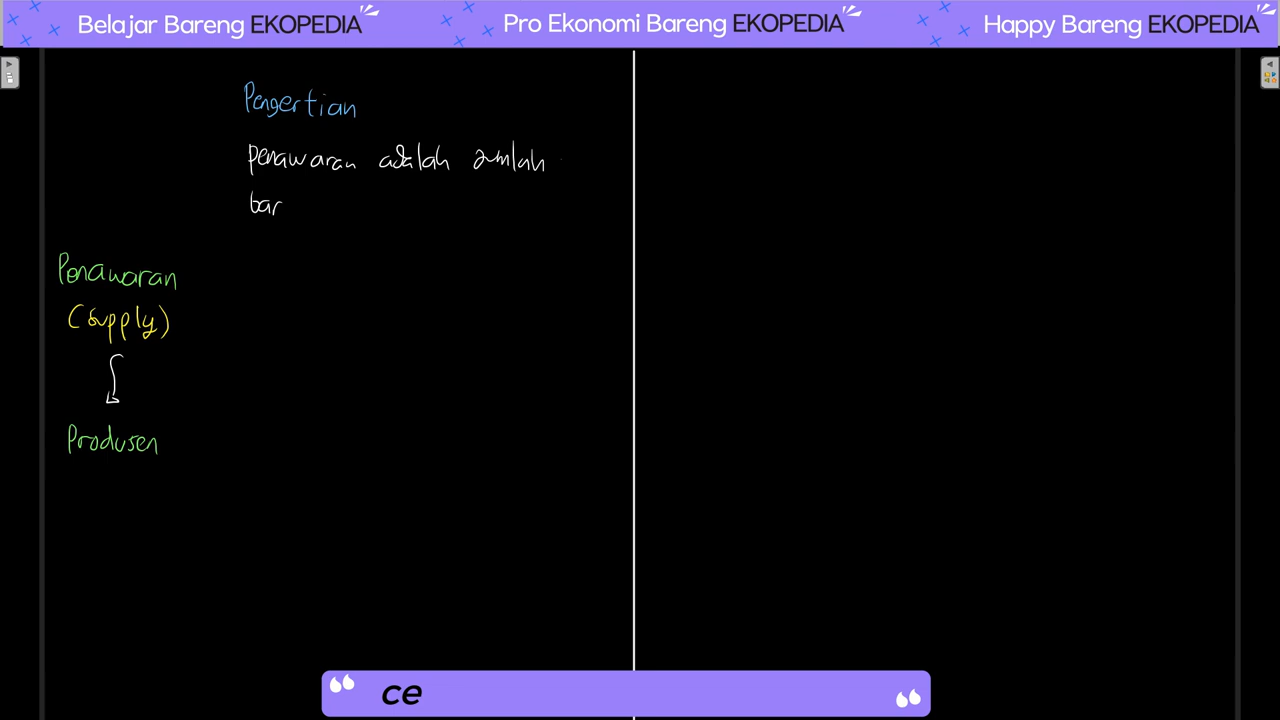 Belajar Bareng EKOPEDIA
Pro Ekonomi Bareng EKOPEDIA
Happy Bareng EKOPEDIA
Pengertian
penawaran adalah jumlah
bar
Penawaran
(Supply)
Produsen
ce